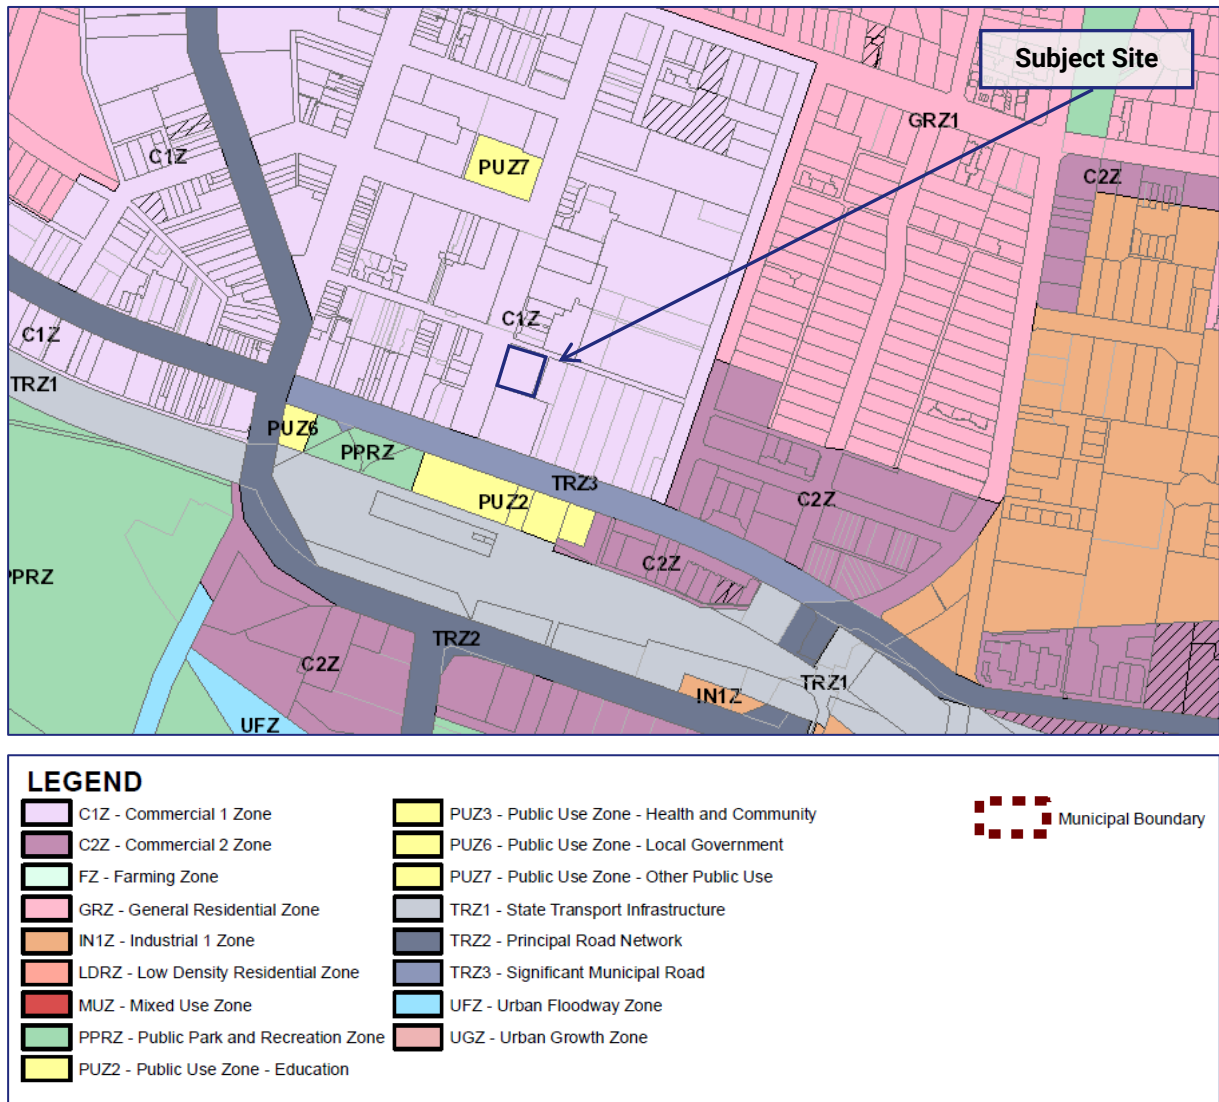 Subject Site
GRZ1
C1Z
PUZ7
C2Z
C1Z
C1Z
TRZ1
PUZ6
PPRZ
TRZ3
PUZ2
C2Z
C2Z
PPRZ
TRZ2
C2Z
TRZ1
IN1Z
UFZ
LEGEND
C1Z - Commercial 1 Zone
C2Z - Commercial 2 Zone
FZ - Farming Zone
GRZ - General Residential Zone
IN1Z - Industrial 1 Zone
LDRZ - Low Density Residential Zone
MUZ - Mixed Use Zone
PPRZ - Public Park and Recreation Zone
PUZ2 - Public Use Zone - Education
PUZ3 - Public Use Zone - Health and Community
PUZ6 - Public Use Zone - Local Government
PUZ7 - Public Use Zone - Other Public Use
TRZ1 - State Transport Infrastructure
TRZ2 - Principal Road Network
TRZ3 - Significant Municipal Road
UFZ - Urban Floodway Zone
UGZ - Urban Growth Zone
Municipal Boundary